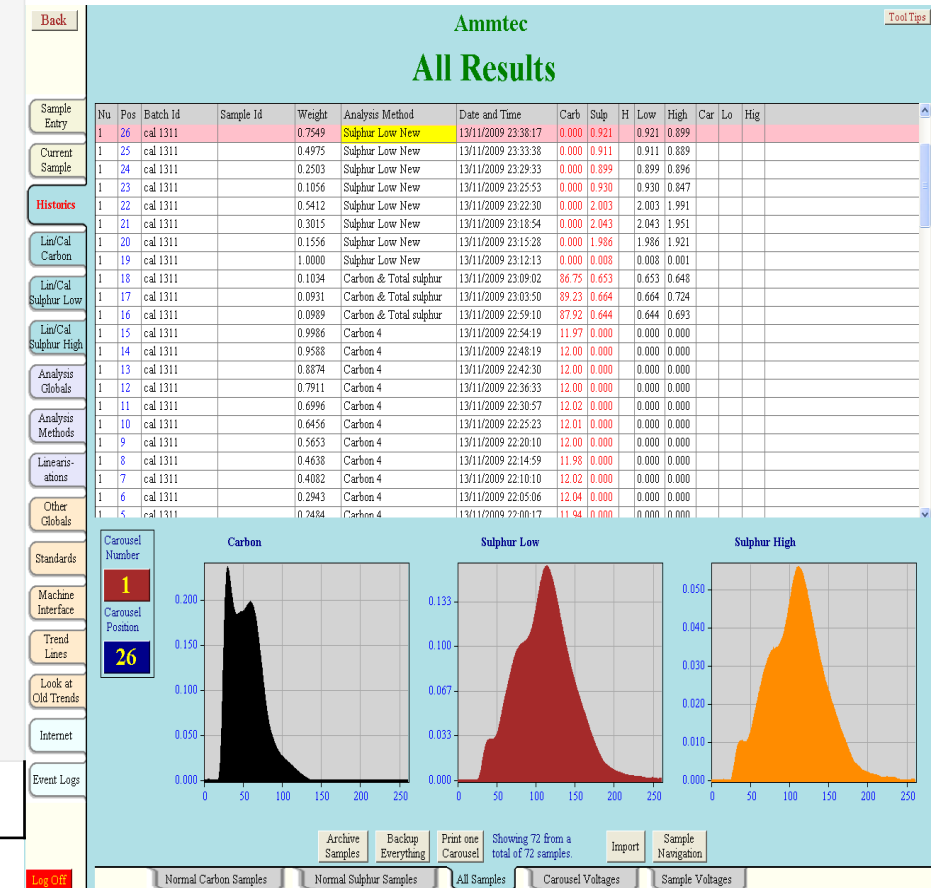 Back
Ammtec
Tool Tips
All Results
Sample
Entry
Current
Sample
Historics
Lin/Cal
Carbon
Lin/Cal
Sulphur Low
Lin/Cal
Sulphur High
Analysis
Globals
Analysis
Methods
Linearis-
ations
Other
Globals
Standards
Machine
Interface
Trend
Lines
Look at
Old Trends
Internet
Event Logs
Log Off
Nu Pos Batch Id Sample Id Weight Analysis Method Date and Time Carb Sulp H Low High Car Lo Hig
1 26 cal 1311 0.7549 Sulphur Low New 13/11/2009 23:38:17 0.000 0.921 0.921 0.899
1 25 cal 1311 0.4975 Sulphur Low New 13/11/2009 23:33:38 0.000 0.911 0.911 0.889
1 24 cal 1311 0.2503 Sulphur Low New 13/11/2009 23:29:33 0.000 0.899 0.899 0.896
1 23 cal 1311 0.1056 Sulphur Low New 13/11/2009 23:25:53 0.000 0.930 0.930 0.847
1 22 cal 1311 0.5412 Sulphur Low New 13/11/2009 23:22:30 0.000 2.003 2.003 1.991
1 21 cal 1311 0.3015 Sulphur Low New 13/11/2009 23:18:54 0.000 2.043 2.043 1.951
1 20 cal 1311 0.1556 Sulphur Low New 13/11/2009 23:15:28 0.000 1.986 1.986 1.921
1 19 cal 1311 1.0000 Sulphur Low New 13/11/2009 23:12:13 0.000 0.008 0.008 0.001
1 18 cal 1311 0.1034 Carbon & Total sulphur 13/11/2009 23:09:02 86.75 0.653 0.653 0.648
1 17 cal 1311 0.0931 Carbon & Total sulphur 13/11/2009 23:03:50 89.23 0.664 0.664 0.724
1 16 cal 1311 0.0989 Carbon & Total sulphur 13/11/2009 22:59:10 87.92 0.644 0.644 0.693
1 15 cal 1311 0.9986 Carbon 4 13/11/2009 22:54:19 11.97 0.000 0.000 0.000
1 14 cal 1311 0.9588 Carbon 4 13/11/2009 22:48:19 12.00 0.000 0.000 0.000
1 13 cal 1311 0.8874 Carbon 4 13/11/2009 22:42:30 12.00 0.000 0.000 0.000
1 12 cal 1311 0.7911 Carbon 4 13/11/2009 22:36:33 12.00 0.000 0.000 0.000
1 11 cal 1311 0.6996 Carbon 4 13/11/2009 22:30:57 12.02 0.000 0.000 0.000
1 10 cal 1311 0.6456 Carbon 4 13/11/2009 22:25:23 12.01 0.000 0.000 0.000
1 9 cal 1311 0.5653 Carbon 4 13/11/2009 22:20:10 12.00 0.000 0.000 0.000
1 8 cal 1311 0.4638 Carbon 4 13/11/2009 22:14:59 11.98 0.000 0.000 0.000
1 7 cal 1311 0.4082 Carbon 4 13/11/2009 22:10:10 12.02 0.000 0.000 0.000
1 6 cal 1311 0.2943 Carbon 4 13/11/2009 22:05:06 12.04 0.000 0.000 0.000
1 5 cal 1311 0.2484 Carbon 4 13/11/2009 22:00:17 11.94 0.000 0.000 0.000
Carousel
Number
1
Carousel
Position
26
Carbon
0.200
0.150
0.100
0.050
0.000
0 50 100 150 200 250
Sulphur Low
0.133
0.100
0.067
0.033
0.000
0 50 100 150 200 250
Sulphur High
0.050
0.040
0.030
0.020
0.010
0.000
0 50 100 150 200 250
Archive
Samples
Backup
Everything
Print one
Carousel
Showing 72 from a
total of 72 samples.
Import
Sample
Navigation
Normal Carbon Samples
Normal Sulphur Samples
All Samples
Carousel Voltages
Sample Voltages